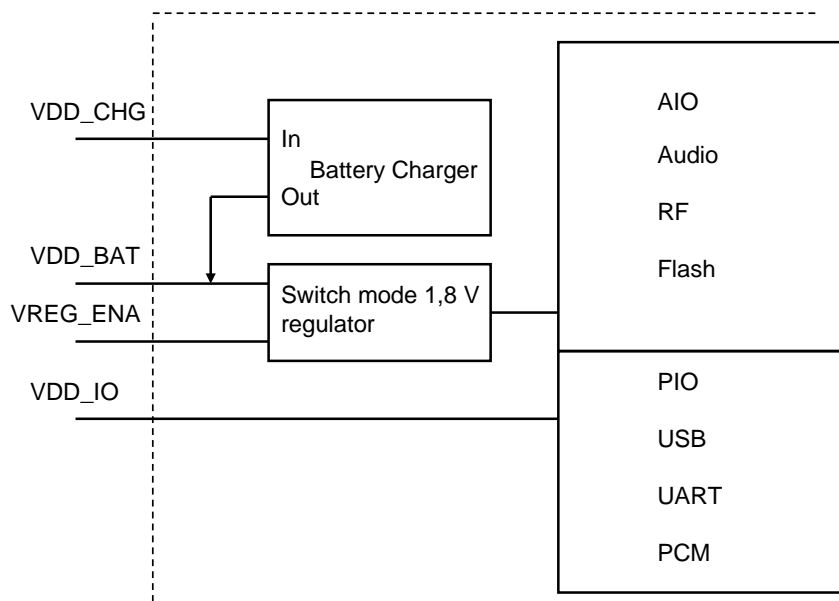 VDD_CHG
In
Battery Charger
Out
VDD_BAT
VREG_ENA
VDD_IO
Switch mode 1,8 V
regulator
AIO
Audio
RF
Flash
PIO
USB
UART
PCM